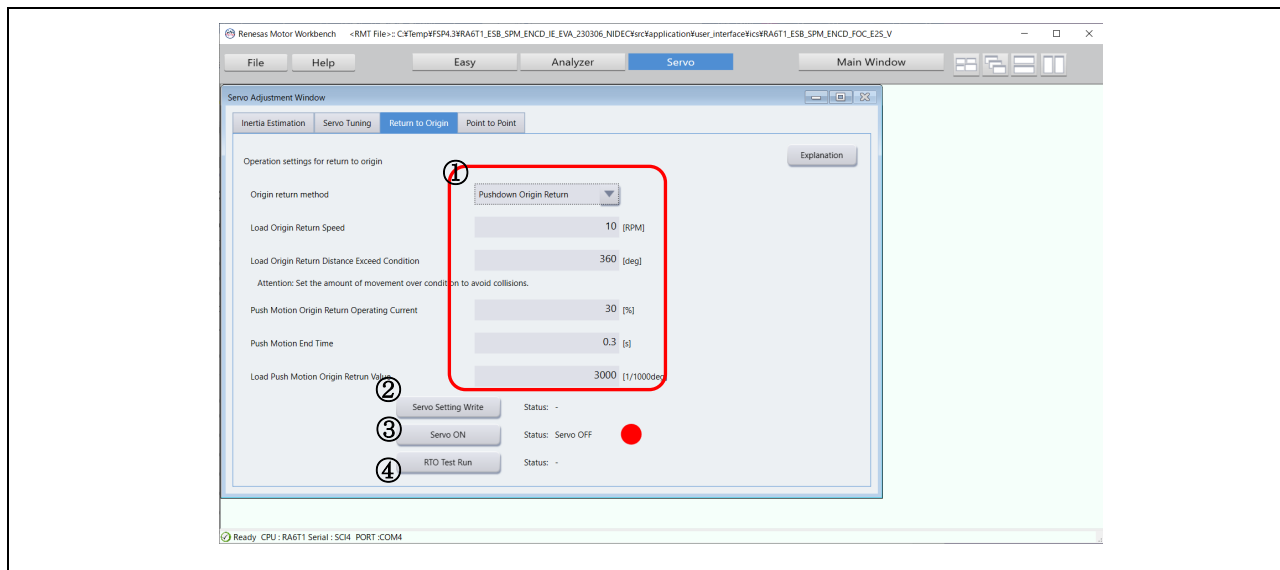 Renesas Motor Workbench <RMT File>:: C:¥Temp¥FSP4.3¥RA6T1_ESB_SPM_ENCD_IE_EVA_230306_NIDEC¥src¥application¥user_interface¥ics¥RA6T1_ESB_SPM_ENCD_FOC_E2S_V
File Help Easy Analyzer Servo Main Window
Servo Adjustment Window
Inertia Estimation Servo Tuning Return to Origin Point to Point
Operation settings for return to origin
Explanation
①
Origin return method Pushdown Origin Return
Load Origin Return Speed 10 [RPM]
Load Origin Return Distance Exceed Condition 360 [deg]
Attention: Set the amount of movement over condition to avoid collisions.
Push Motion Origin Return Operating Current 30 [%]
Push Motion End Time 0.3 [s]
Load Push Motion Origin Retrun Value 3000 [1/1000deg]
② Servo Setting Write Status: -
③ Servo ON Status: Servo OFF
④ RTO Test Run Status: -
Ready CPU : RA6T1 Serial : SCI4 PORT :COM4